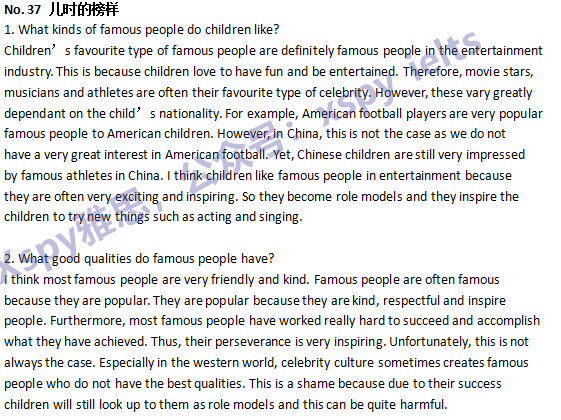 No. 37 儿时的榜样
1. What kinds of famous people do children like?
Children’s favourite type of famous people are definitely famous people in the entertainment
industry. This is because children love to have fun and be entertained. Therefore, movie stars,
musicians and athletes are often their favourite type of celebrity. However, these vary greatly
dependant on the child’s nationality. For example, American football players are very popular
famous people to American children. However, in China, this is not the case as we do not
have a very great interest in American football. Yet, Chinese children are still very impressed
by famous athletes in China. I think children like famous people in entertainment because
they are often very exciting and inspiring. So they become role models and they inspire the
children to try new things such as acting and singing.
2. What good qualities do famous people have?
I think most famous people are very friendly and kind. Famous people are often famous
because they are popular. They are popular because they are kind, respectful and inspire
people. Furthermore, most famous people have worked really hard to succeed and accomplish
what they have achieved. Thus, their perseverance is very inspiring. Unfortunately, this is not
always the case. Especially in the western world, celebrity culture sometimes creates famous
people who do not have the best qualities. This is a shame because due to their success
children will still look up to them as role models and this can be quite harmful.
Xspy雅思，公众号：xspy_ielts